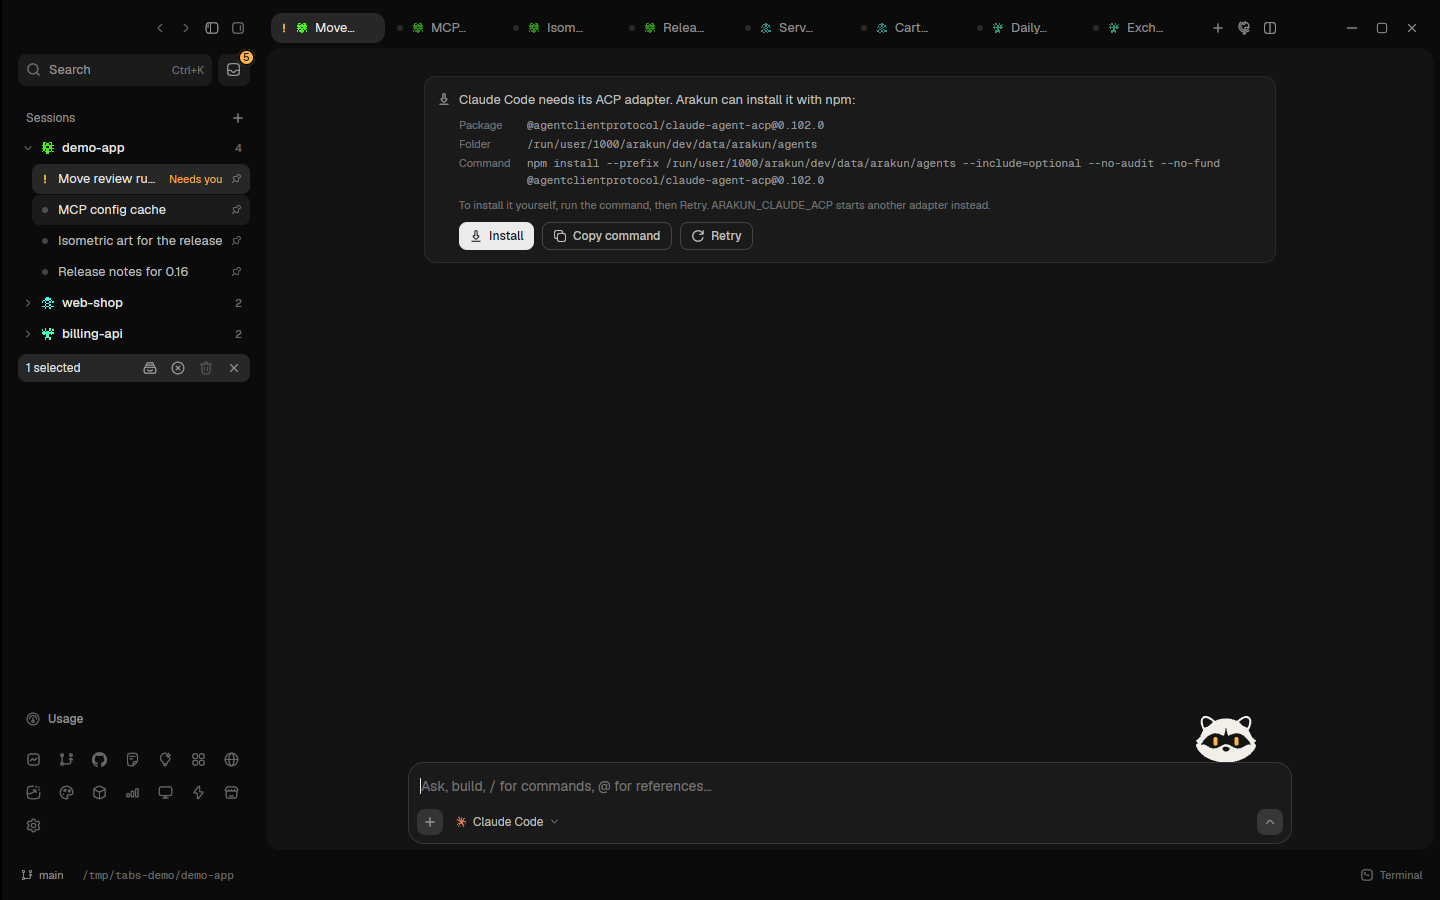 ! Move...
MCP...
Isom...
Relea...
Serv...
Cart...
Daily...
Exch...
Search Ctrl+K
5
Sessions
demo-app 4
! Move review ru... Needs you
MCP config cache
Isometric art for the release
Release notes for 0.16
web-shop 2
billing-api 2
1 selected
Claude Code needs its ACP adapter. Arakun can install it with npm:
Package @agentclientprotocol/claude-agent-acp@0.102.0
Folder /run/user/1000/arakun/dev/data/arakun/agents
Command npm install --prefix /run/user/1000/arakun/dev/data/arakun/agents --include=optional --no-audit --no-fund
@agentclientprotocol/claude-agent-acp@0.102.0
To install it yourself, run the command, then Retry. ARAKUN_CLAUDE_ACP starts another adapter instead.
Install Copy command Retry
Usage
Ask, build, / for commands, @ for references...
Claude Code
main /tmp/tabs-demo/demo-app
Terminal